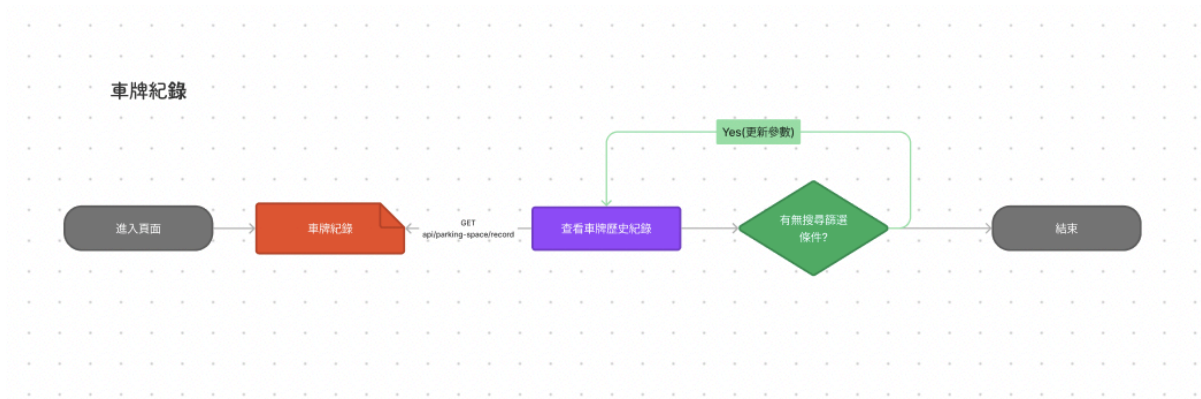 車牌紀錄
Yes(更新參數)
進入頁面
車牌紀錄
GET
api/parking-space/record
查看車牌歷史紀錄
有無搜尋篩選
條件?
結束